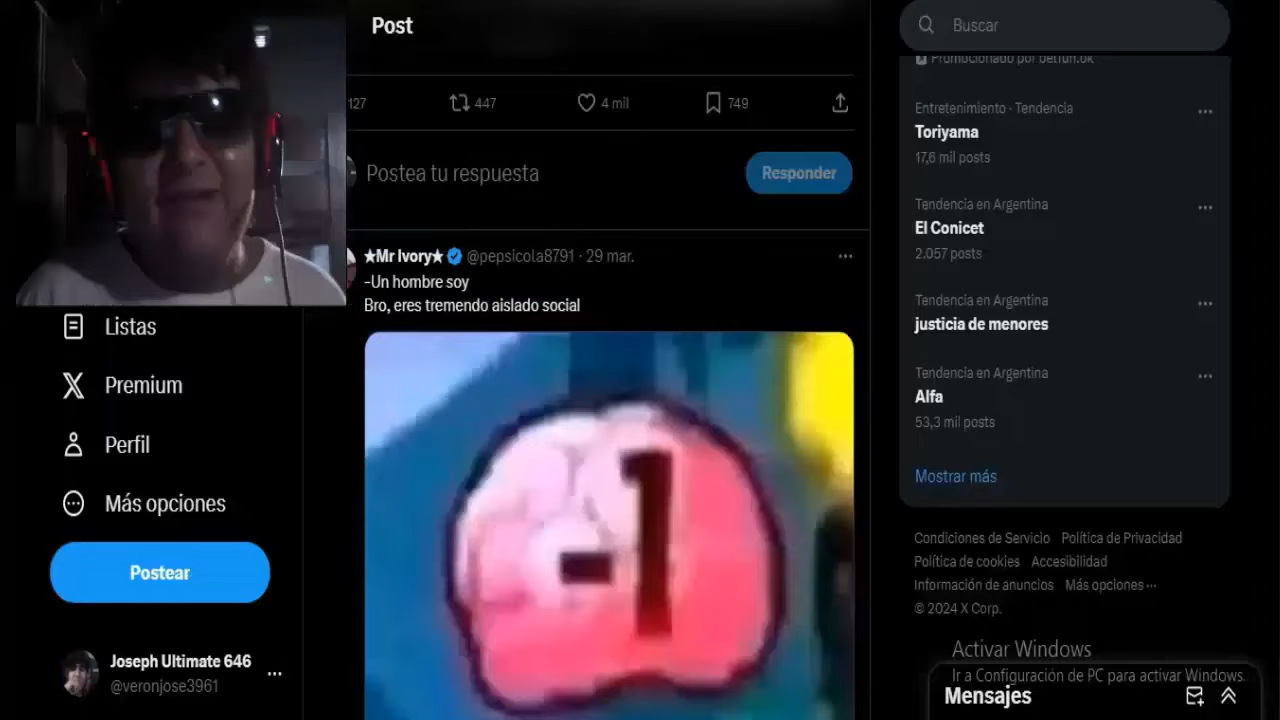 Post
Buscar
Promocionado por betfun.ok
127
447
4 mil
749
Postea tu respuesta
Responder
★Mr Ivory★ @pepsicola8791 · 29 mar.
-Un hombre soy
Bro, eres tremendo aislado social
-1
Listas
Premium
Perfil
Más opciones
Postear
Joseph Ultimate 646
@veronjose3961
Entretenimiento · Tendencia
Toriyama
17,6 mil posts
Tendencia en Argentina
El Conicet
2.057 posts
Tendencia en Argentina
justicia de menores
Tendencia en Argentina
Alfa
53,3 mil posts
Mostrar más
Condiciones de Servicio Política de Privacidad
Política de cookies Accesibilidad
Información de anuncios Más opciones ···
© 2024 X Corp.
Activar Windows
Ir a Configuración de PC para activar Windows.
Mensajes